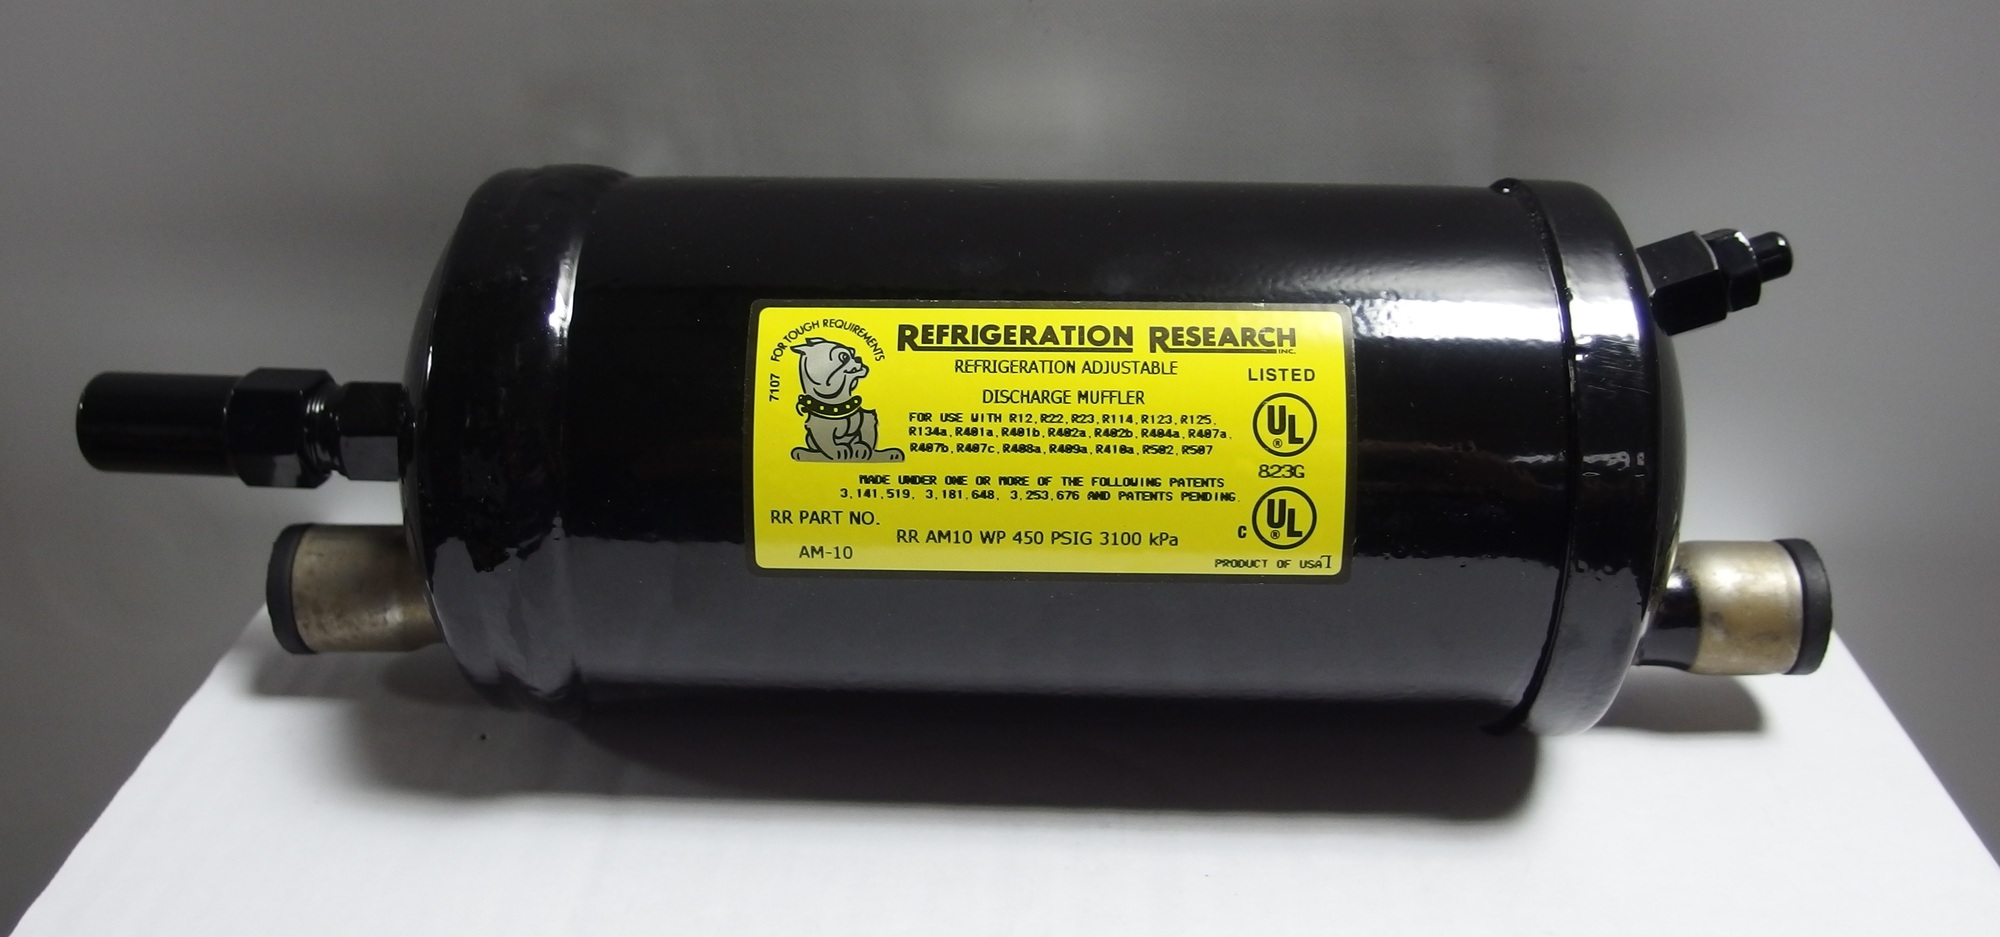 7107 FOR TOUGH REQUIREMENTS
REFRIGERATION RESEARCH
INC.
REFRIGERATION ADJUSTABLE
DISCHARGE MUFFLER
LISTED
FOR USE WITH R12, R22, R23, R114, R123, R125,
R134a, R401a, R401b, R402a, R402b, R404a, R407a,
R407b, R407c, R408a, R409a, R410a, R502, R507
UL
®
823G
MADE UNDER ONE OR MORE OF THE FOLLOWING PATENTS
3,141,519, 3,181,648, 3,253,676 AND PATENTS PENDING.
RR PART NO.
RR AM10 WP 450 PSIG 3100 kPa
C UL
®
AM-10
PRODUCT OF USA